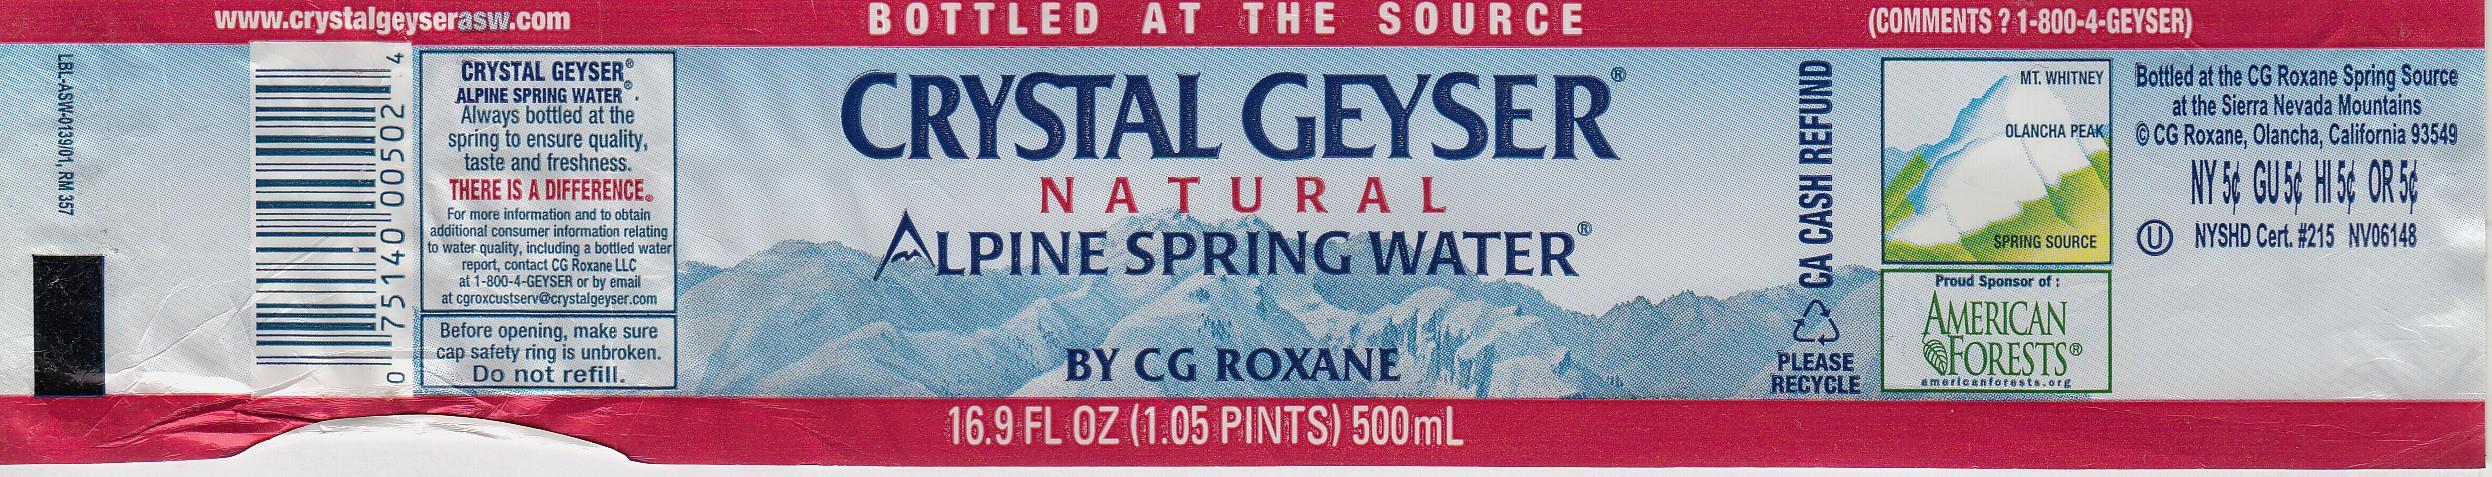 www.crystalgeyserasw.com
BOTTLED AT THE SOURCE
(COMMENTS ? 1-800-4-GEYSER)
LBL-ASW-0139/01, RM 357
0 75140 00502 4
CRYSTAL GEYSER®
ALPINE SPRING WATER®.
Always bottled at the
spring to ensure quality,
taste and freshness.
THERE IS A DIFFERENCE®
For more information and to obtain
additional consumer information relating
to water quality, including a bottled water
report, contact CG Roxane LLC
at 1-800-4-GEYSER or by email
at cgroxcustserv@crystalgeyser.com
Before opening, make sure
cap safety ring is unbroken.
Do not refill.
CRYSTAL GEYSER®
NATURAL
ALPINE SPRING WATER®
BY CG ROXANE
16.9 FL OZ (1.05 PINTS) 500mL
CA CASH REFUND
PLEASE
RECYCLE
MT. WHITNEY
OLANCHA PEAK
SPRING SOURCE
Proud Sponsor of :
AMERICAN
FORESTS®
americanforests.org
Bottled at the CG Roxane Spring Source
at the Sierra Nevada Mountains
© CG Roxane, Olancha, California 93549
NY 5¢ GU 5¢ HI 5¢ OR 5¢
U NYSHD Cert. #215 NV06148